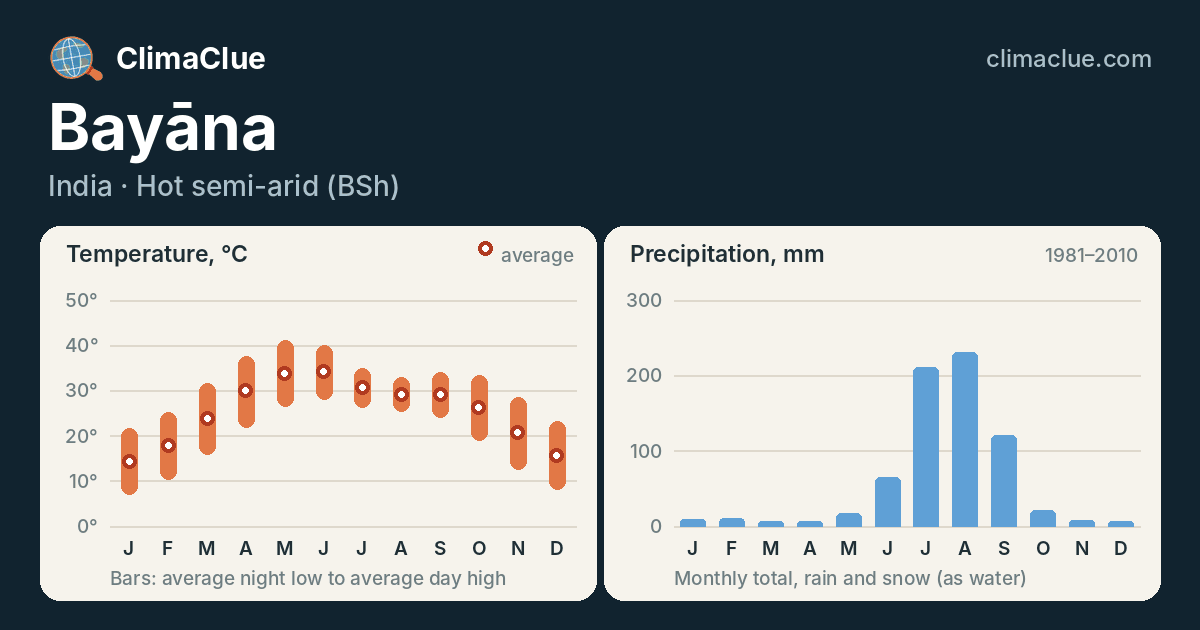 ClimaClue
climaclue.com
Bayāna
India · Hot semi-arid (BSh)
Temperature, °C
average
50°
40°
30°
20°
10°
0°
J F M A M J J A S O N D
Bars: average night low to average day high
Precipitation, mm
1981–2010
300
200
100
0
J F M A M J J A S O N D
Monthly total, rain and snow (as water)